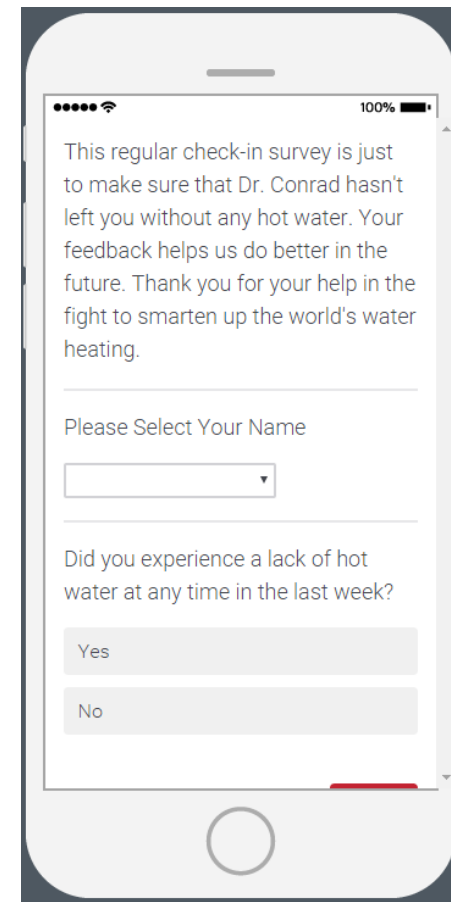 100%
This regular check-in survey is just
to make sure that Dr. Conrad hasn't
left you without any hot water. Your
feedback helps us do better in the
future. Thank you for your help in the
fight to smarten up the world's water
heating.
Please Select Your Name
Did you experience a lack of hot
water at any time in the last week?
Yes
No